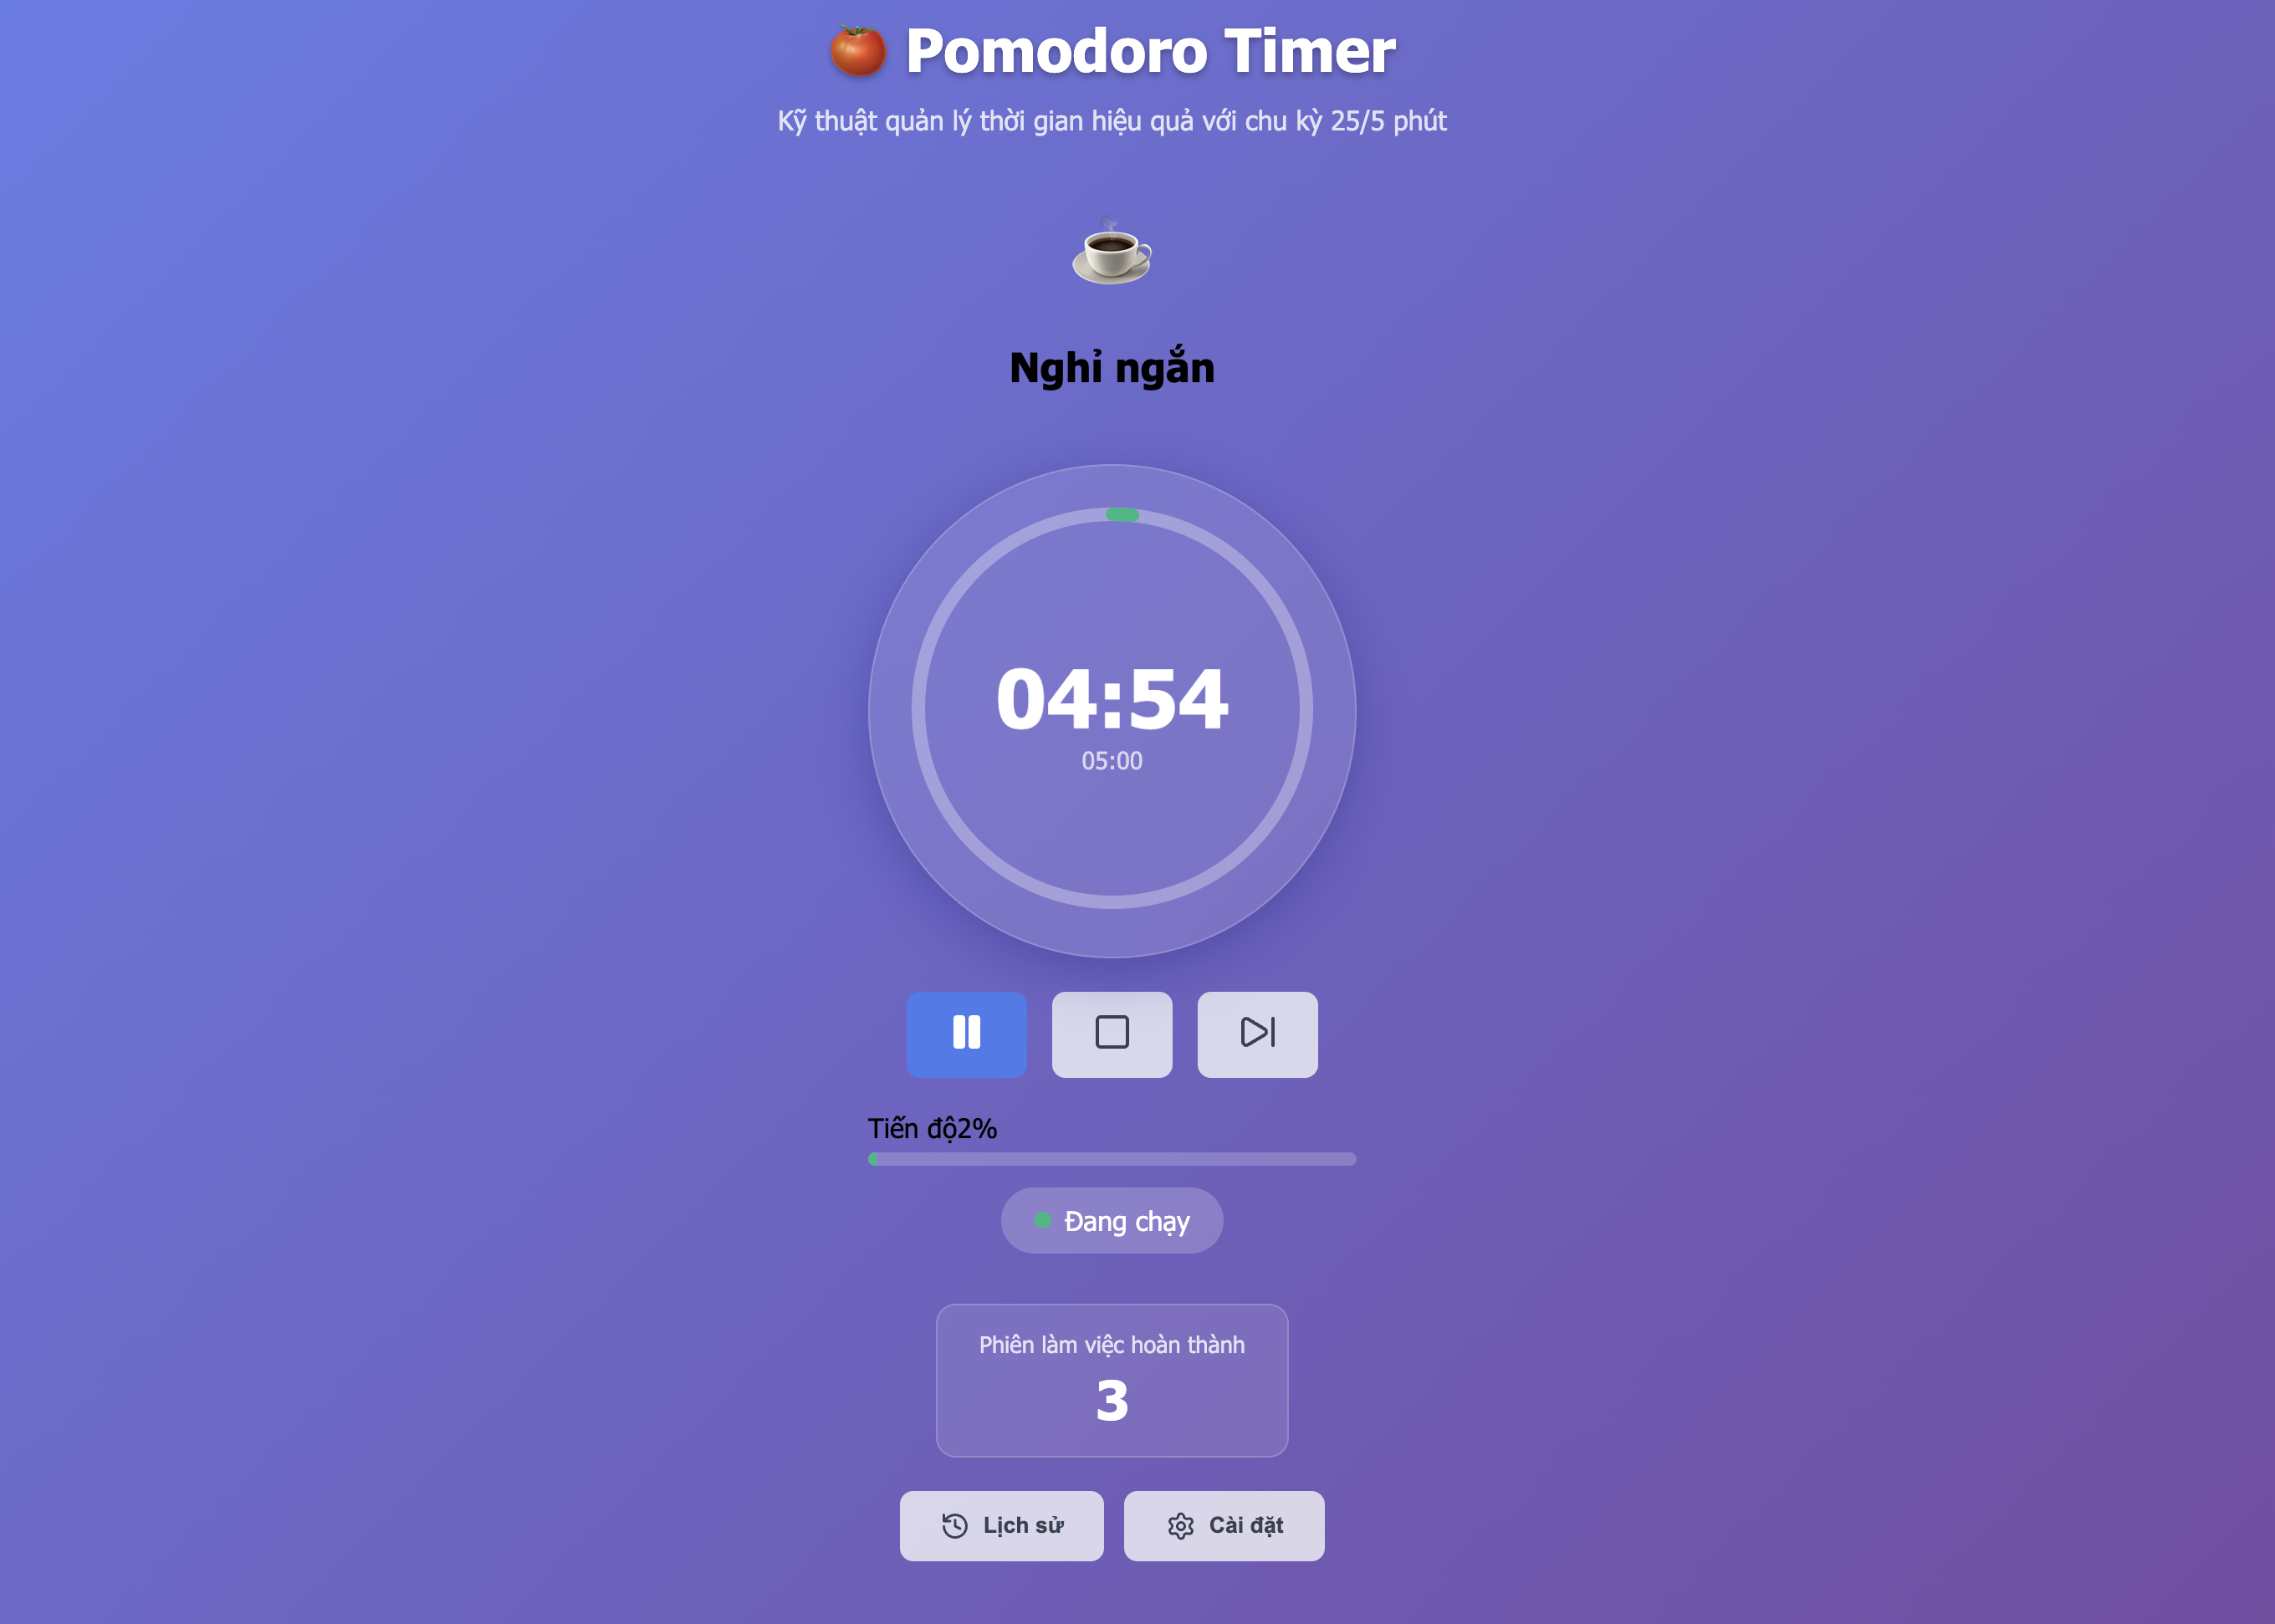 Pomodoro Timer
Kỹ thuật quản lý thời gian hiệu quả với chu kỳ 25/5 phút
Nghỉ ngắn
04:54
05:00
Tiến độ2%
Đang chạy
Phiên làm việc hoàn thành
3
Lịch sử
Cài đặt